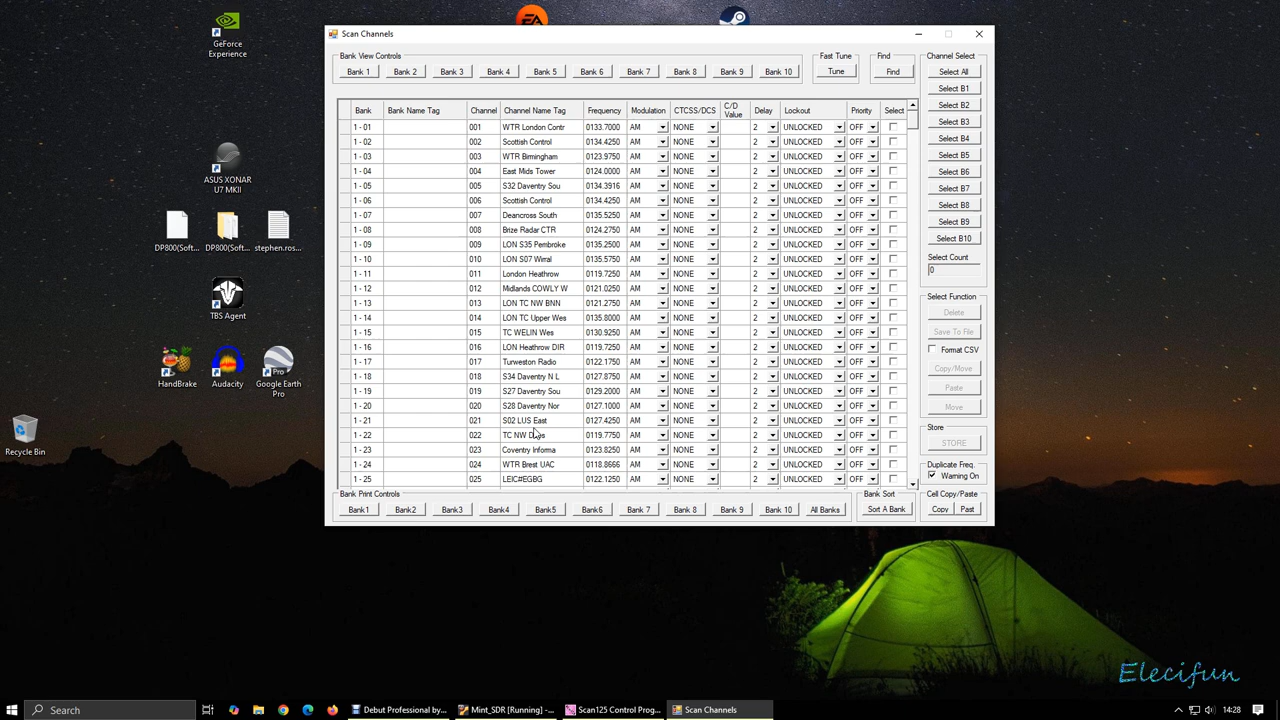 GeForce
Experience
ASUS XONAR
U7 MKII
DP800(Soft...
DP800(Soft...
stephen.ros...
TBS Agent
HandBrake
Audacity
Google Earth
Pro
Recycle Bin
EA
Scan Channels
Bank View Controls
Bank 1 Bank 2 Bank 3 Bank 4 Bank 5 Bank 6 Bank 7 Bank 8 Bank 9 Bank 10
Fast Tune
Tune
Find
Find
Bank Bank Name Tag Channel Channel Name Tag Frequency Modulation CTCSS/DCS C/D Value Delay Lockout Priority Select
1 - 01 001 WTR London Contr 0133.7000 AM NONE 2 UNLOCKED OFF
1 - 02 002 Scottish Control 0134.4250 AM NONE 2 UNLOCKED OFF
1 - 03 003 WTR Birmingham 0123.9750 AM NONE 2 UNLOCKED OFF
1 - 04 004 East Mids Tower 0124.0000 AM NONE 2 UNLOCKED OFF
1 - 05 005 S32 Daventry Sou 0134.3916 AM NONE 2 UNLOCKED OFF
1 - 06 006 Scottish Control 0134.4250 AM NONE 2 UNLOCKED OFF
1 - 07 007 Deancross South 0135.5250 AM NONE 2 UNLOCKED OFF
1 - 08 008 Brize Radar CTR 0124.2750 AM NONE 2 UNLOCKED OFF
1 - 09 009 LON S35 Pembroke 0135.2500 AM NONE 2 UNLOCKED OFF
1 - 10 010 LON S07 Wirral 0135.5750 AM NONE 2 UNLOCKED OFF
1 - 11 011 London Heathrow 0119.7250 AM NONE 2 UNLOCKED OFF
1 - 12 012 Midlands COWLY W 0121.0250 AM NONE 2 UNLOCKED OFF
1 - 13 013 LON TC NW BNN 0121.2750 AM NONE 2 UNLOCKED OFF
1 - 14 014 LON TC Upper Wes 0135.8000 AM NONE 2 UNLOCKED OFF
1 - 15 015 TC WELIN Wes 0130.9250 AM NONE 2 UNLOCKED OFF
1 - 16 016 LON Heathrow DIR 0119.7250 AM NONE 2 UNLOCKED OFF
1 - 17 017 Turweston Radio 0122.1750 AM NONE 2 UNLOCKED OFF
1 - 18 018 S34 Daventry N L 0127.8750 AM NONE 2 UNLOCKED OFF
1 - 19 019 S27 Daventry Sou 0129.2000 AM NONE 2 UNLOCKED OFF
1 - 20 020 S28 Daventry Nor 0127.1000 AM NONE 2 UNLOCKED OFF
1 - 21 021 S02 LUS East 0127.4250 AM NONE 2 UNLOCKED OFF
1 - 22 022 TC NW 0119.7750 AM NONE 2 UNLOCKED OFF
1 - 23 023 Coventry Informa 0123.8250 AM NONE 2 UNLOCKED OFF
1 - 24 024 WTR Brest UAC 0118.8666 AM NONE 2 UNLOCKED OFF
1 - 25 025 LEIC#EGBG 0122.1250 AM NONE 2 UNLOCKED OFF
Channel Select
Select All
Select B1
Select B2
Select B3
Select B4
Select B5
Select B6
Select B7
Select B8
Select B9
Select B10
Select Count
0
Select Function
Delete
Save To File
Format CSV
Copy/Move
Paste
Move
Store
STORE
Duplicate Freq.
Warning On
Bank Print Controls
Bank1 Bank2 Bank3 Bank4 Bank5 Bank6 Bank 7 Bank 8 Bank 9 Bank 10 All Banks
Bank Sort
Sort A Bank
Cell Copy/Paste
Copy Past
Elecifun
Search
Debut Professional by...
Mint_SDR [Running] -...
Scan125 Control Prog...
Scan Channels
14:28